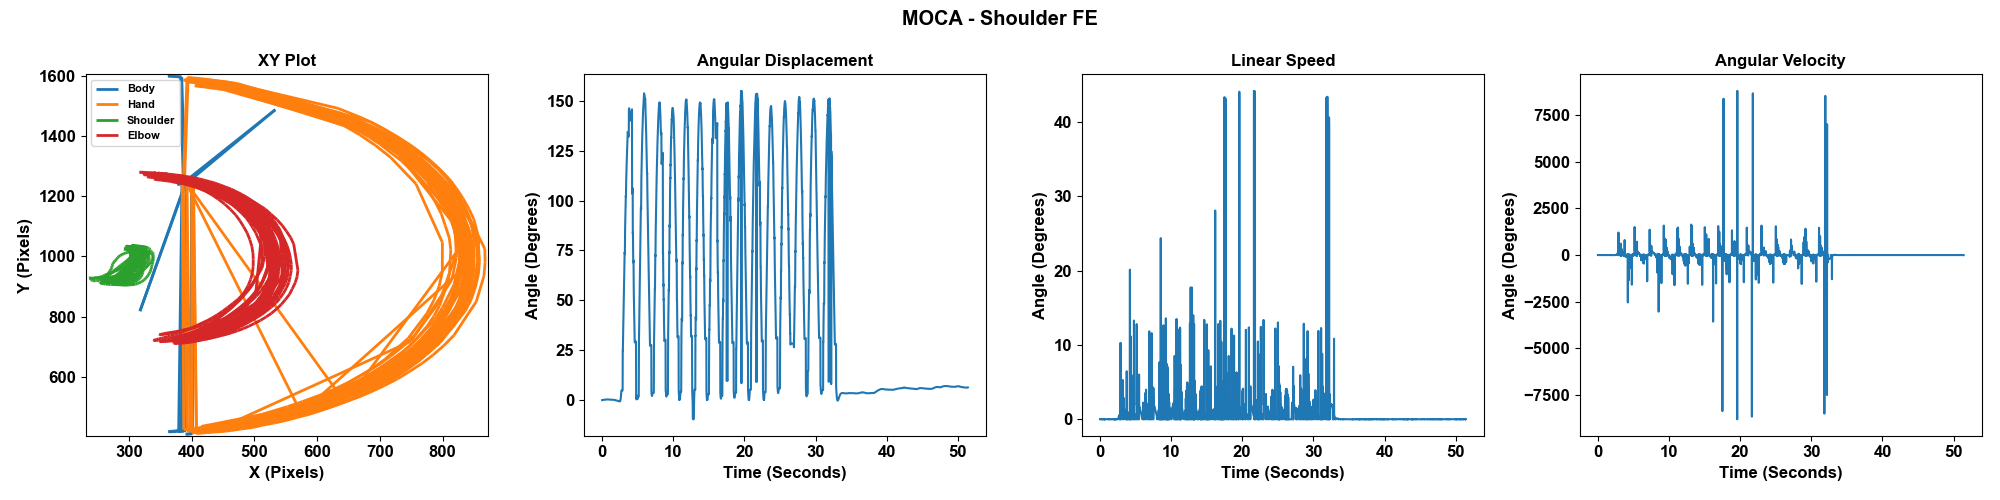 MOCA - Shoulder FE
XY Plot
Body
Hand
Shoulder
Elbow
1600
1400
1200
1000
800
600
Y (Pixels)
300 400 500 600 700 800
X (Pixels)
Angular Displacement
150
125
100
75
50
25
0
Angle (Degrees)
0 10 20 30 40 50
Time (Seconds)
Linear Speed
40
30
20
10
0
Angle (Degrees)
0 10 20 30 40 50
Time (Seconds)
Angular Velocity
7500
5000
2500
0
−2500
−5000
−7500
Angle (Degrees)
0 10 20 30 40 50
Time (Seconds)